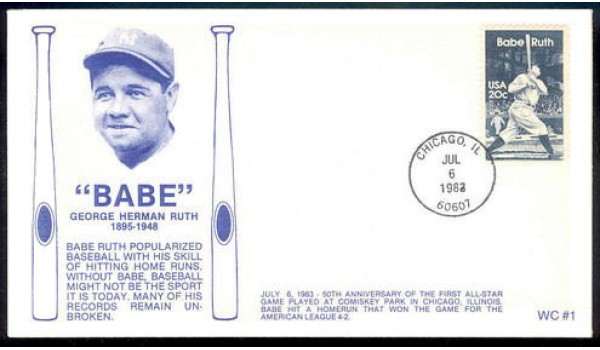 "BABE"
GEORGE HERMAN RUTH
1895-1948
BABE RUTH POPULARIZED
BASEBALL WITH HIS SKILL
OF HITTING HOME RUNS.
WITHOUT BABE, BASEBALL
MIGHT NOT BE THE SPORT
IT IS TODAY. MANY OF HIS
RECORDS REMAIN UN-
BROKEN.
Babe Ruth
USA
20c
CHICAGO, IL
JUL
6
1983
60607
JULY 6, 1983 - 50TH ANNIVERSARY OF THE FIRST ALL-STAR
GAME PLAYED AT COMISKEY PARK IN CHICAGO, ILLINOIS.
BABE HIT A HOMERUN THAT WON THE GAME FOR THE
AMERICAN LEAGUE 4-2.
WC #1